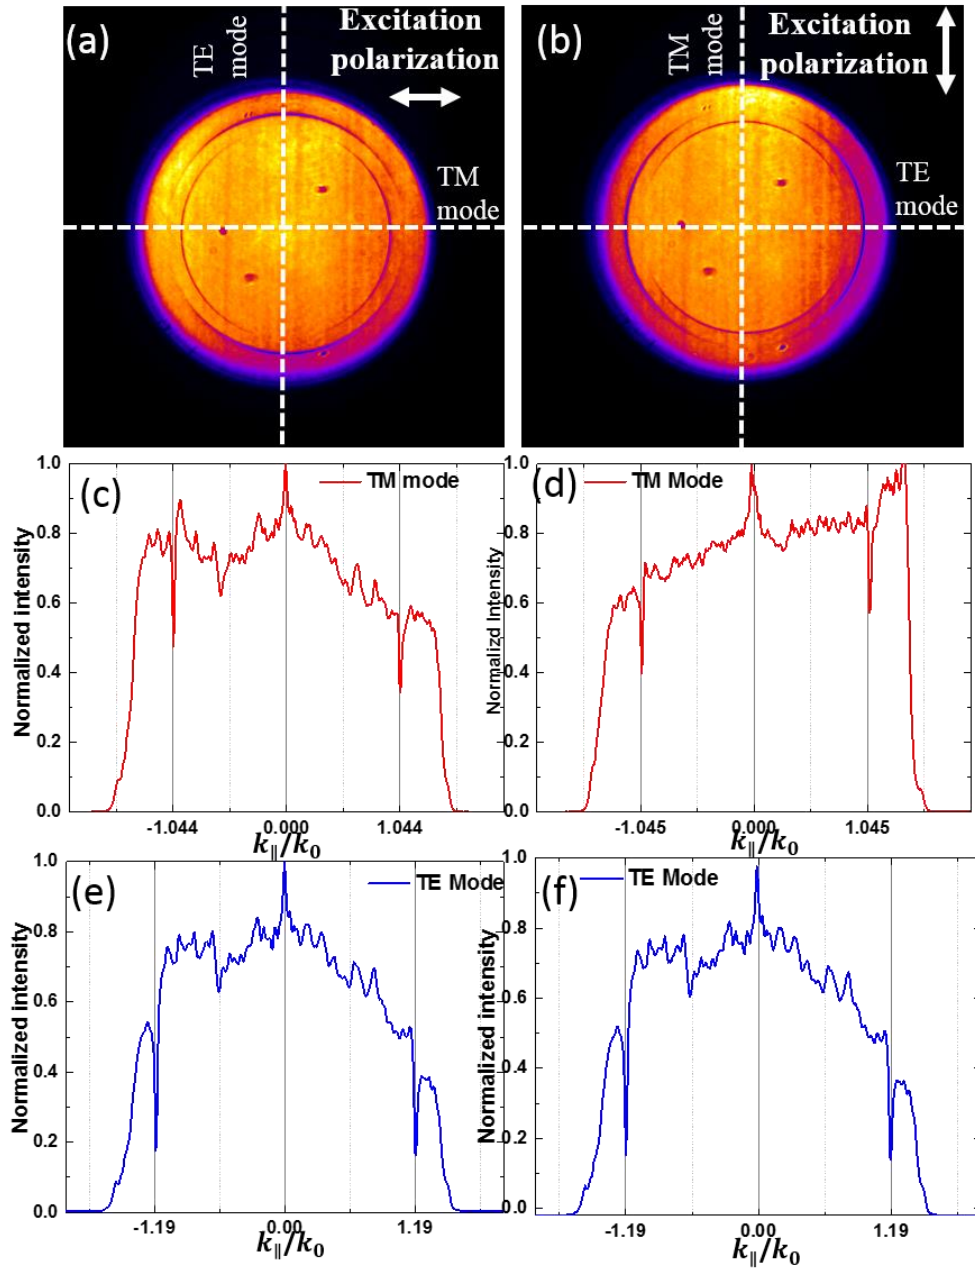 (a)
TE
mode
Excitation
polarization
TM
mode
(b)
TM
mode
Excitation
polarization
TE
mode
(c)
TM mode
Normalized intensity
1.0
0.8
0.6
0.4
0.2
0.0
-1.044 0.000 1.044
k∥/k0
(d)
TM Mode
Normalizd Intensity
1.0
0.8
0.6
0.4
0.2
0.0
-1.045 0.000 1.045
k∥/k0
(e)
TE Mode
Normalized intensity
1.0
0.8
0.6
0.4
0.2
0.0
-1.19 0.00 1.19
k∥/k0
(f)
TE Mode
Normalized intensity
1.0
0.8
0.6
0.4
0.2
0.0
-1.19 0.00 1.19
k∥/k0